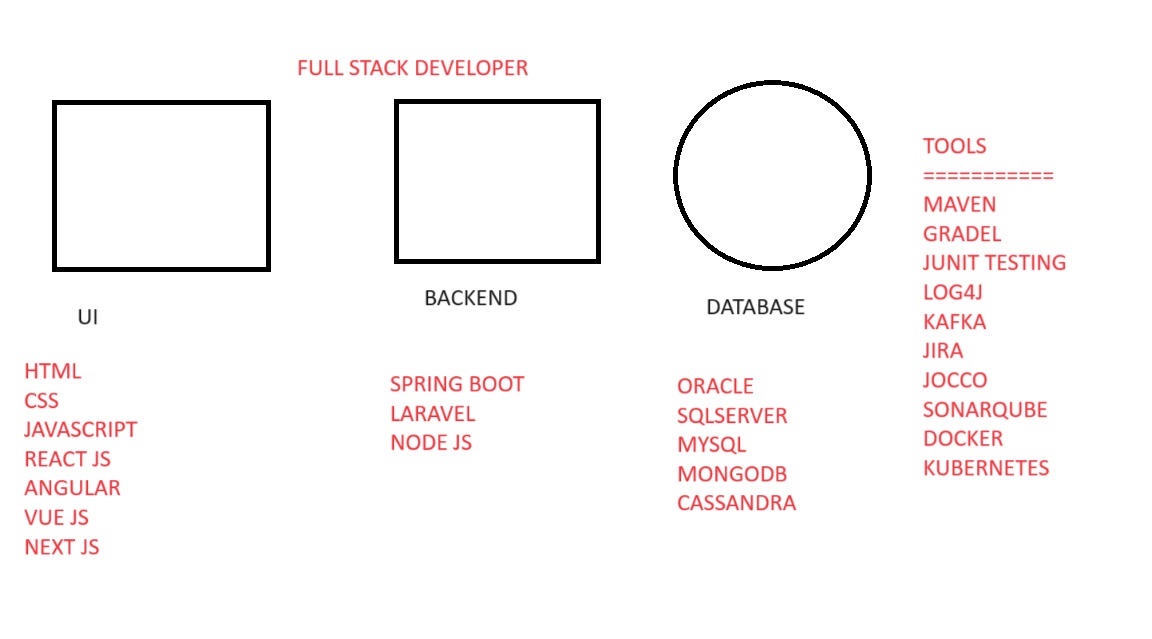 FULL STACK DEVELOPER
UI
HTML
CSS
JAVASCRIPT
REACT JS
ANGULAR
VUE JS
NEXT JS
BACKEND
SPRING BOOT
LARAVEL
NODE JS
DATABASE
ORACLE
SQLSERVER
MYSQL
MONGODB
CASSANDRA
TOOLS
===========
MAVEN
GRADEL
JUNIT TESTING
LOG4J
KAFKA
JIRA
JOCCO
SONARQUBE
DOCKER
KUBERNETES